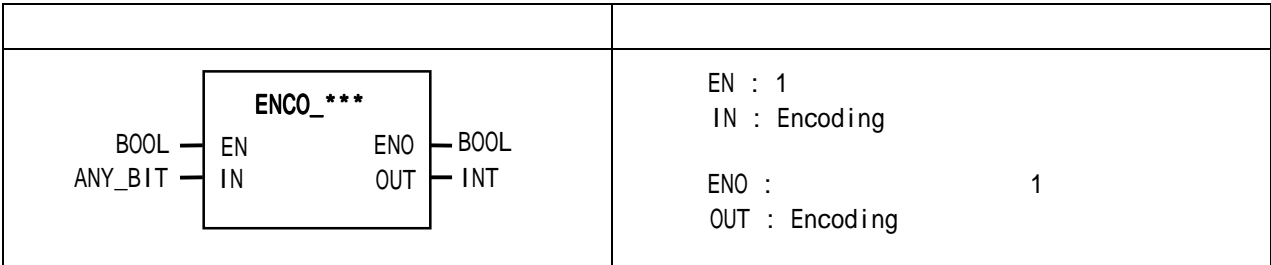 ENCO_***
BOOL EN ENO BOOL
ANY_BIT IN OUT INT
EN : 1
IN : Encoding
ENO : 1
OUT : Encoding